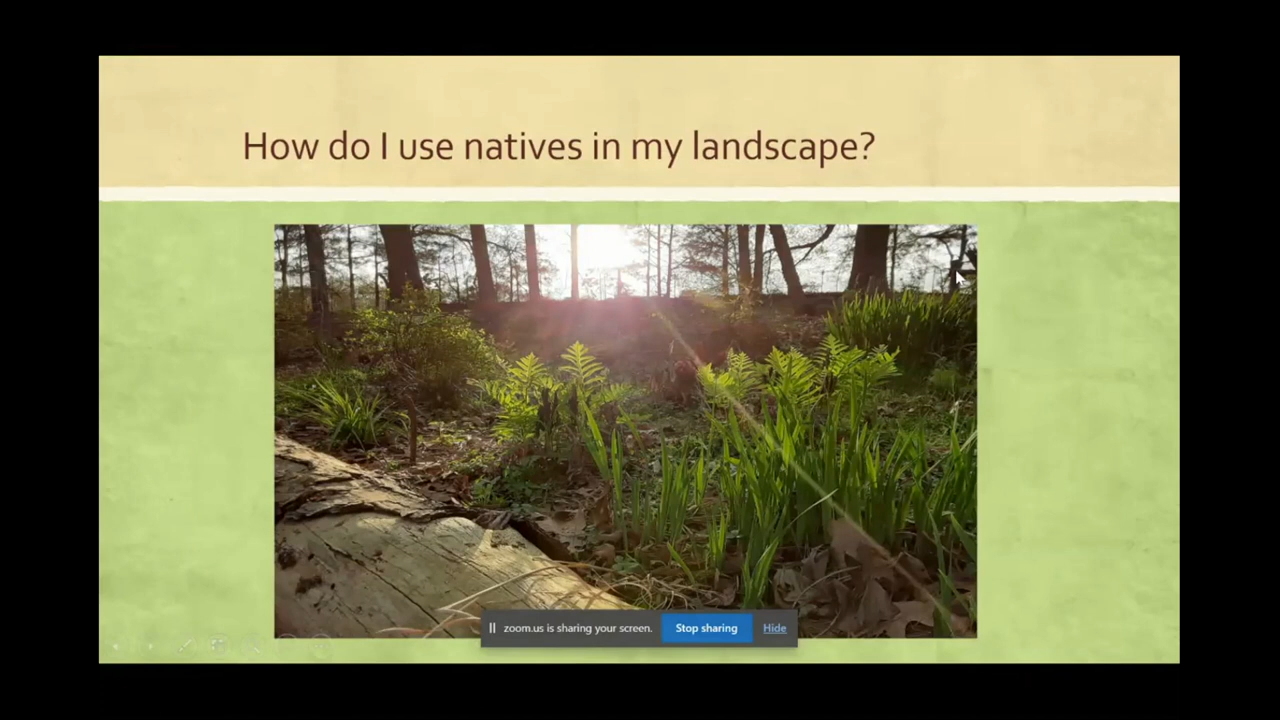 How do I use natives in my landscape?
zoom.us is sharing your screen. Stop sharing Hide